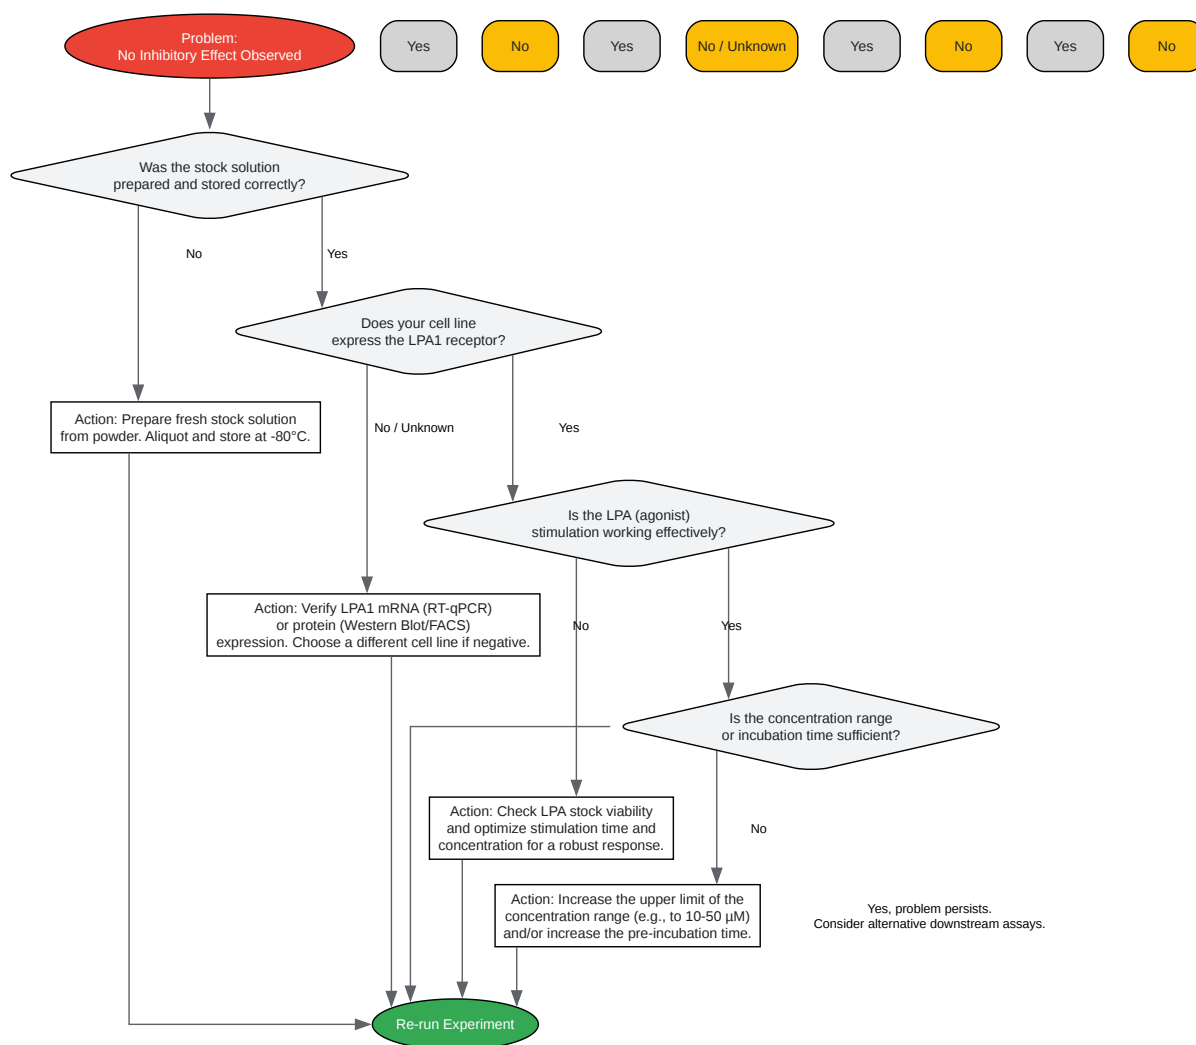 Problem:
No Inhibitory Effect Observed
Yes
No
Yes
No / Unknown
Yes
No
Yes
No
Was the stock solution
prepared and stored correctly?
No
Yes
Does your cell line
express the LPA1 receptor?
Action: Prepare fresh stock solution
from powder. Aliquot and store at -80°C.
No / Unknown
Yes
Is the LPA (agonist)
stimulation working effectively?
Action: Verify LPA1 mRNA (RT-qPCR)
or protein (Western Blot/FACS)
expression. Choose a different cell line if negative.
No
Yes
Is the concentration range
or incubation time sufficient?
Action: Check LPA stock viability
and optimize stimulation time and
concentration for a robust response.
No
Action: Increase the upper limit of the
concentration range (e.g., to 10-50 µM)
and/or increase the pre-incubation time.
Yes, problem persists.
Consider alternative downstream assays.
Re-run Experiment